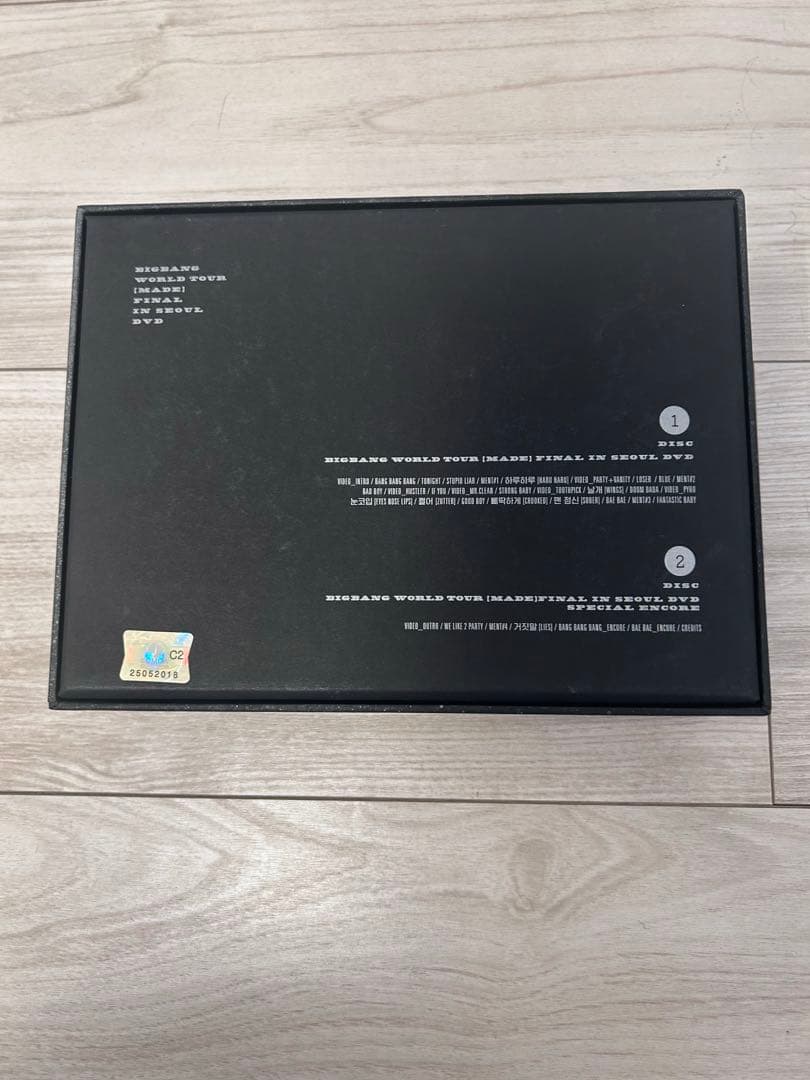 BIGBANG
WORLD TOUR
[MADE]
FINAL
IN SEOUL
DVD
1
DISC
BIGBANG WORLD TOUR [MADE] FINAL IN SEOUL DVD
VIDEO_INTRO / BANG BANG BANG / TONIGHT / STUPID LIAR / MENT#1 / 하루하루 [HARU HARU] / VIDEO_PARTY+VANITY / LOSER / BLUE / MENT#2
BAD BOY / VIDEO_HUSTLER / IF YOU / VIDEO_MR.CLEAR / STRONG BABY / VIDEO_TOOTHPICK / 날개 [WINGS] / DOOM DADA / VIDEO_PYRO
눈코입 [EYES NOSE LIPS] / 쩔어 [ZUTTER] / GOOD BOY / 삐딱하게 [CROOKED] / 맨 정신 [SOBER] / BAE BAE / MENT#3 / FANTASTIC BABY
2
DISC
BIGBANG WORLD TOUR [MADE]FINAL IN SEOUL DVD
SPECIAL ENCORE
VIDEO_OUTRO / WE LIKE 2 PARTY / MENT#4 / 거짓말 [LIES] / BANG BANG BANG_ENCORE / BAE BAE_ENCORE / CREDITS
C2
25052018